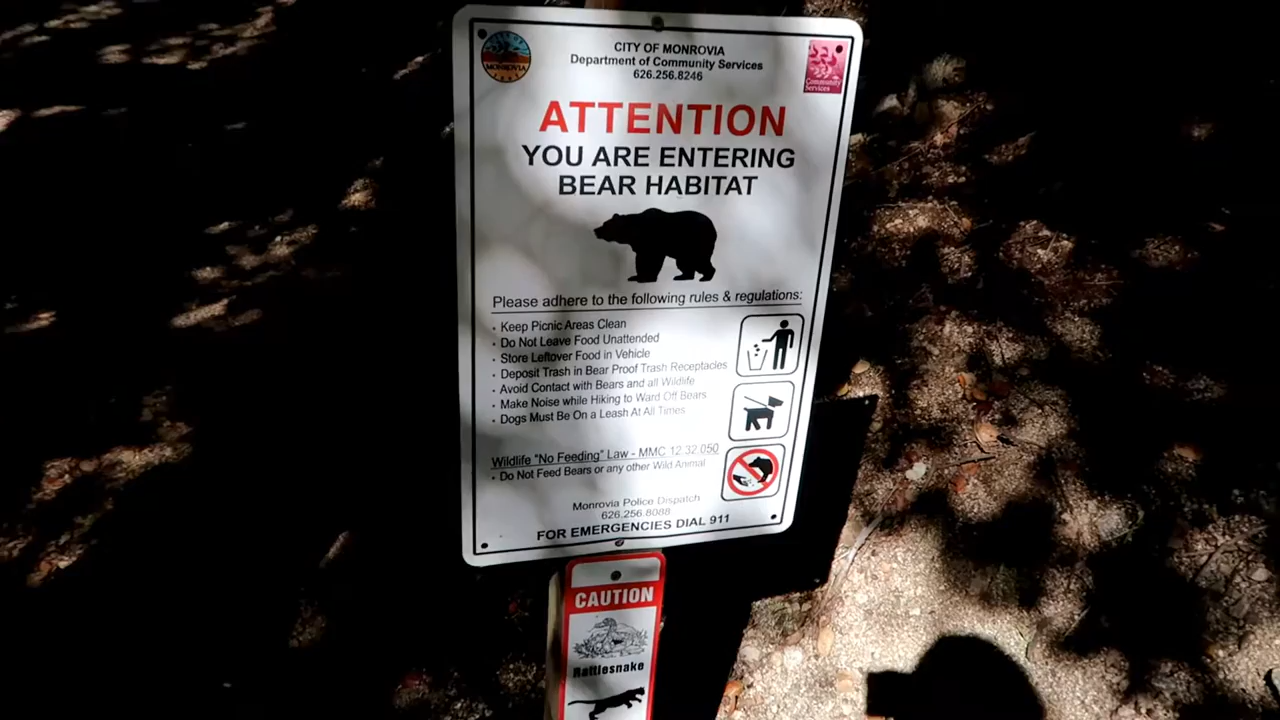 CITY OF MONROVIA
Department of Community Services
626.256.8246
MONROVIA
Community
Services
ATTENTION
YOU ARE ENTERING
BEAR HABITAT
Please adhere to the following rules & regulations:
• Keep Picnic Areas Clean
• Do Not Leave Food Unattended
• Store Leftover Food in Vehicle
• Deposit Trash in Bear Proof Trash Receptacles
• Avoid Contact with Bears and all Wildlife
• Make Noise while Hiking to Ward Off Bears
• Dogs Must Be On a Leash At All Times
Wildlife "No Feeding" Law - MMC 12.32.050
• Do Not Feed Bears or any other Wild Animal
Monrovia Police Dispatch
626.256.8088
FOR EMERGENCIES DIAL 911
CAUTION
Rattlesnake